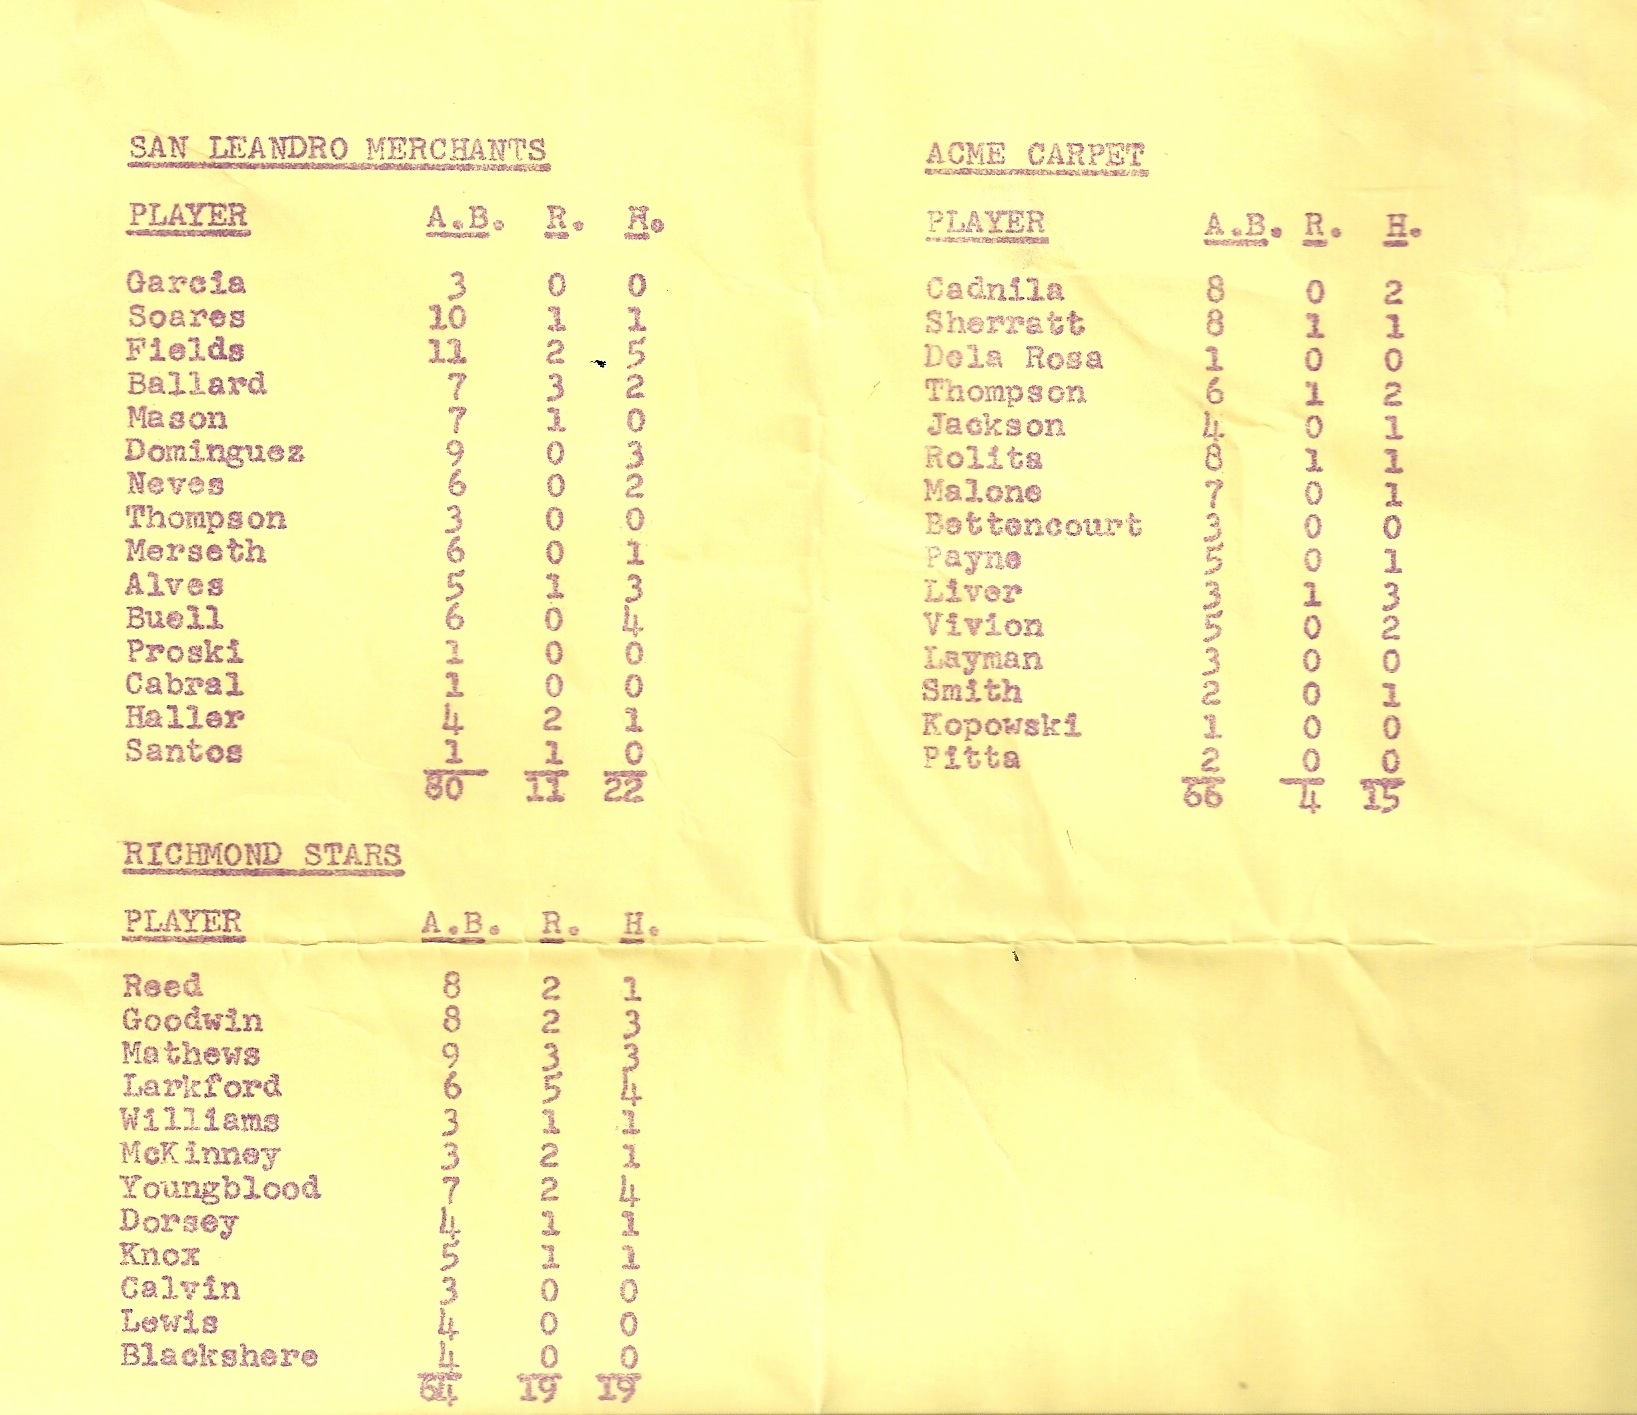 SAN LEANDRO MERCHANTS
PLAYER A.B. R. H.
Garcia 3 0 0
Soares 10 1 1
Fields 11 2 5
Ballard 7 3 2
Mason 7 1 0
Dominguez 9 0 3
Neves 6 0 2
Thompson 3 0 0
Merseth 6 0 1
Alves 5 1 3
Buell 6 0 4
Proski 1 0 0
Cabral 1 0 0
Haller 4 2 1
Santos 1 1 0
80 11 22
RICHMOND STARS
PLAYER A.B. R. H.
Reed 8 2 1
Goodwin 8 2 3
Mathews 9 3 3
Larkford 6 5 4
Williams 3 1 1
McKinney 3 2 1
Youngblood 7 2 4
Dorsey 4 1 1
Knox 5 1 1
Calvin 3 0 0
Lewis 4 0 0
Blackshere 4 0 0
64 19 19
ACME CARPET
PLAYER A.B. R. H.
Cadnila 8 0 2
Sherratt 8 1 1
Dela Rosa 1 0 0
Thompson 6 1 2
Jackson 4 0 1
Rolita 8 1 1
Malone 7 0 1
Bettencourt 3 0 0
Payne 5 0 1
Liver 3 1 3
Vivion 5 0 2
Layman 3 0 0
Smith 2 0 1
Kopowski 1 0 0
Pitta 2 0 0
66 4 15